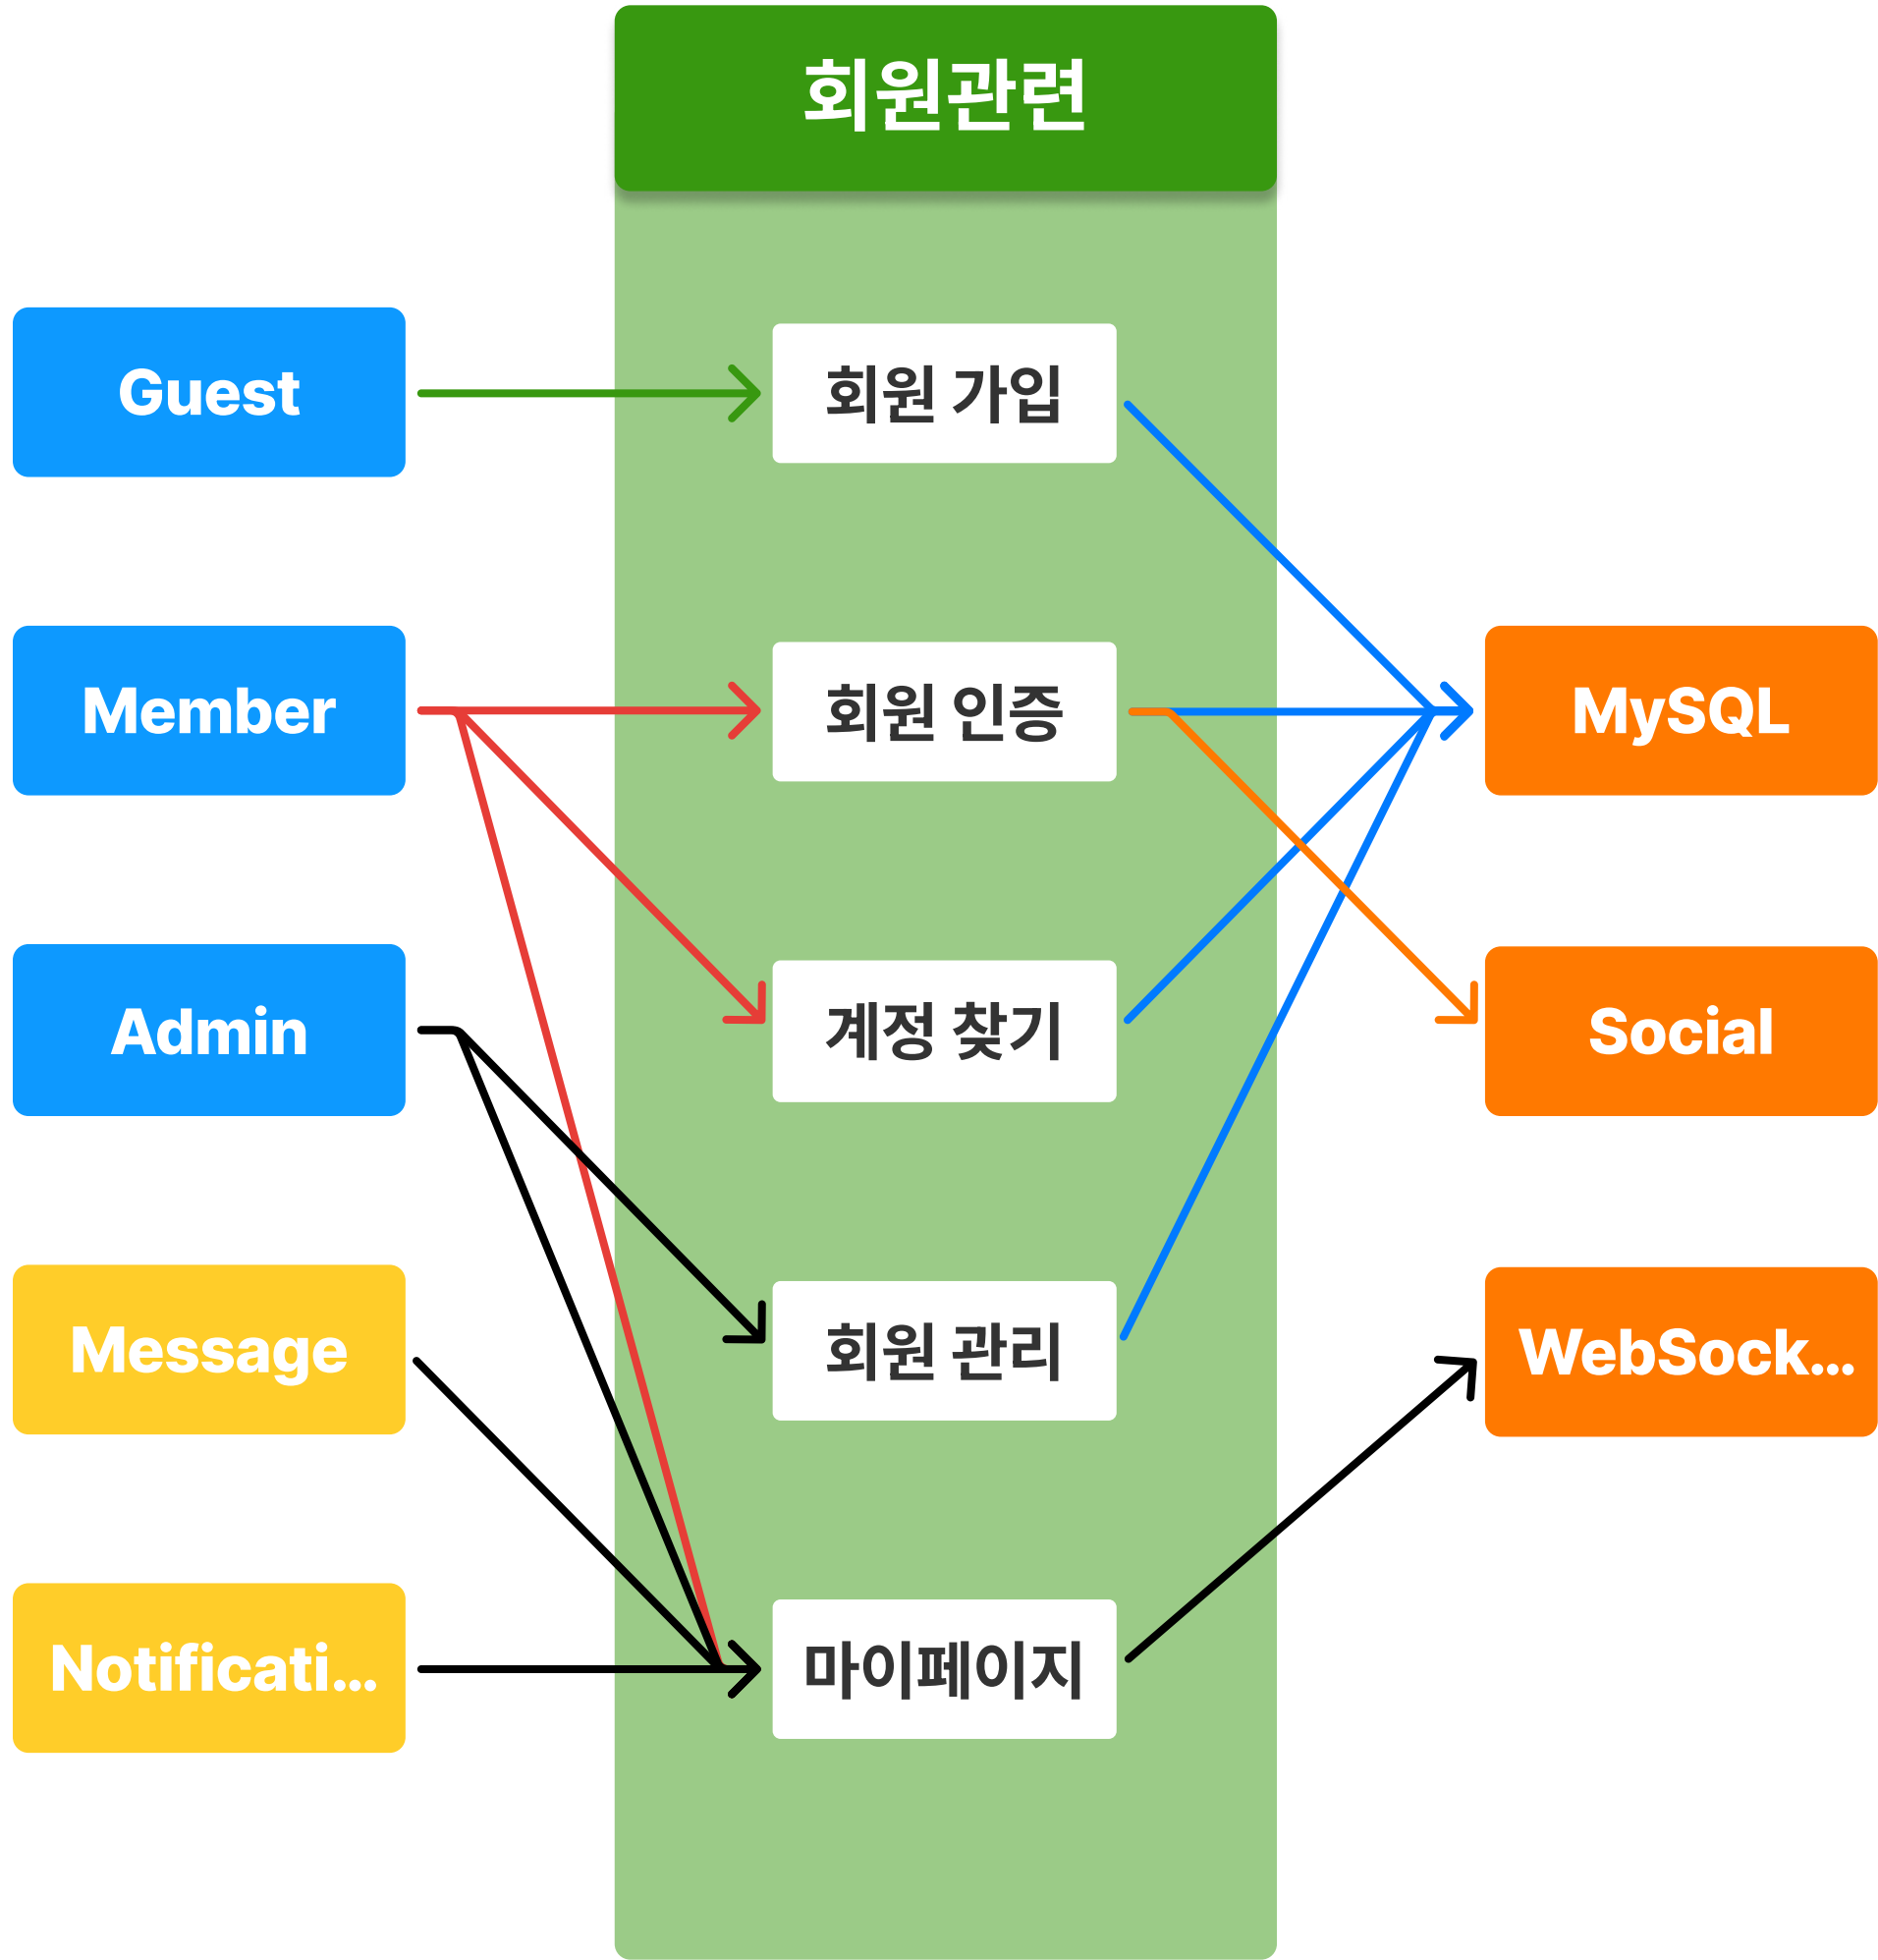 회원관련
Guest
회원 가입
Member
회원 인증
MySQL
Admin
계정 찾기
Social
Message
회원 관리
WebSock...
Notificati...
마이페이지